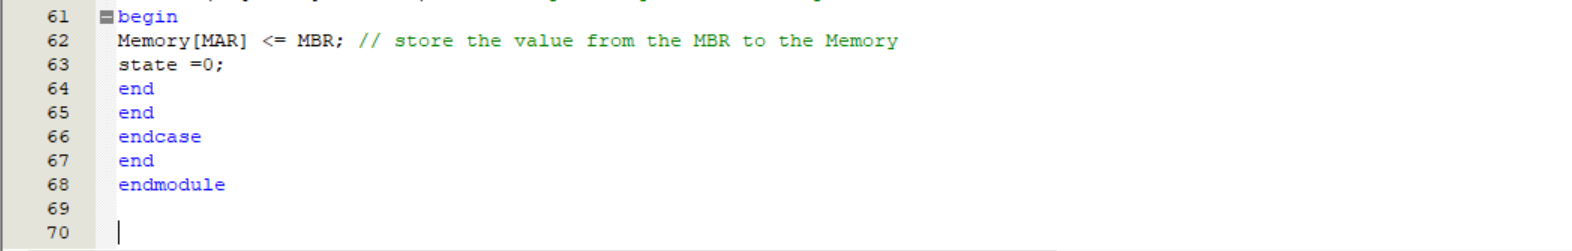 61 begin
62 Memory[MAR] <= MBR; // store the value from the MBR to the Memory
63 state =0;
64 end
65 end
66 endcase
67 end
68 endmodule
69
70